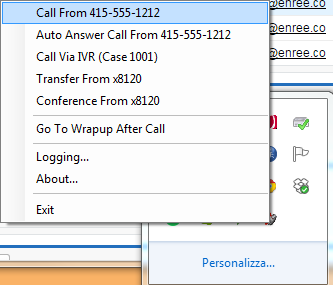 Call From 415-555-1212
@enree.co
Auto Answer Call From 415-555-1212
@enree.co
Call Via IVR (Case 1001)
@enree.co
Transfer From x8120
Conference From x8120
Go To Wrapup After Call
Logging...
About...
Exit
Personalizza...